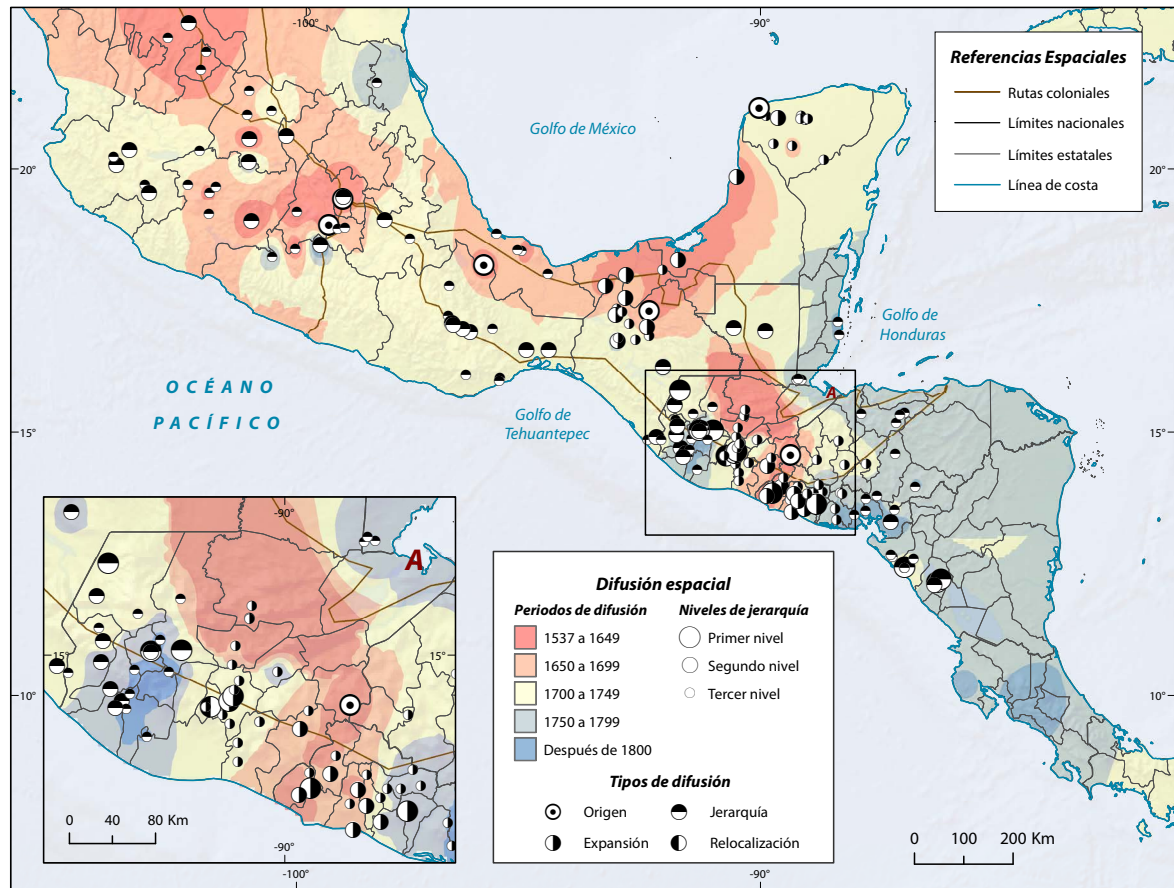 -100°
-90°
20°
15°
10°
10°
15°
20°
-100°
-90°
Golfo de México
Golfo de
Honduras
OCÉANO
PACÍFICO
Golfo de
Tehuantepec
A
Referencias Espaciales
Rutas coloniales
Límites nacionales
Límites estatales
Línea de costa
-90°
A
15°
15°
-90°
0 40 80 Km
Difusión espacial
Periodos de difusión
1537 a 1649
1650 a 1699
1700 a 1749
1750 a 1799
Después de 1800
Niveles de jerarquía
Primer nivel
Segundo nivel
Tercer nivel
Tipos de difusión
Origen
Jerarquía
Expansión
Relocalización
0 100 200 Km